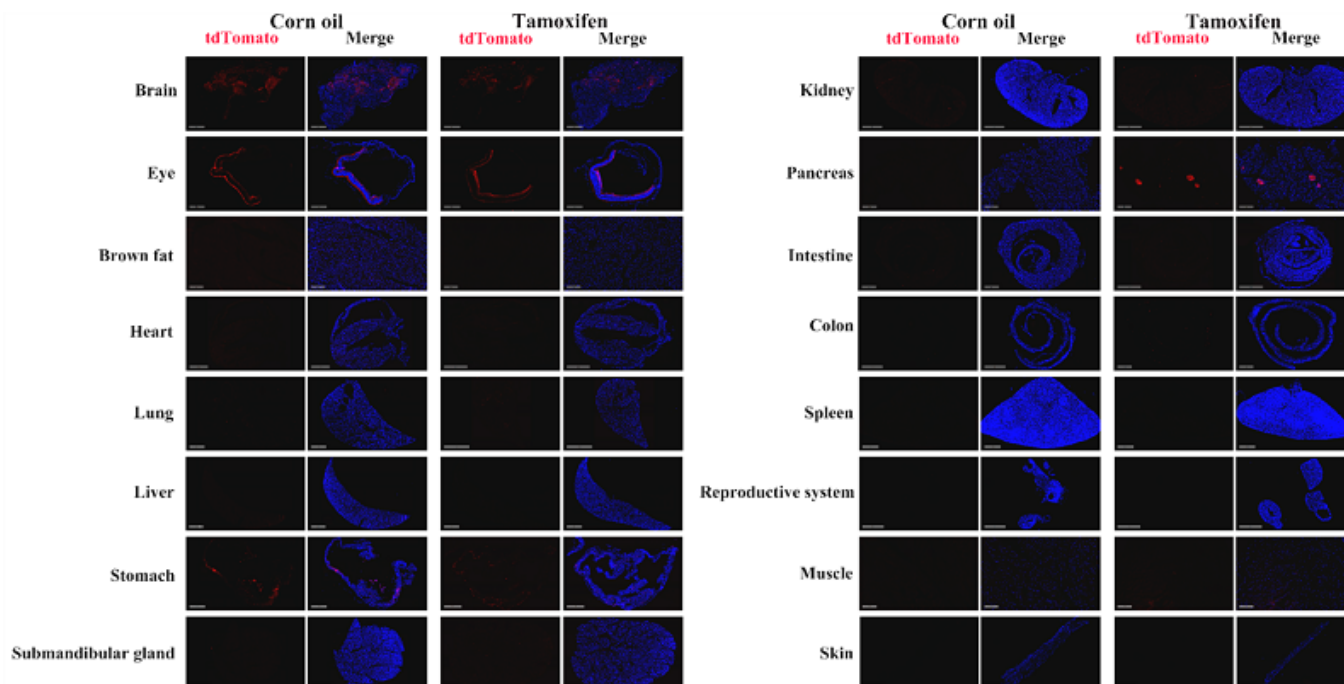 Corn oil Tamoxifen Corn oil Tamoxifen
tdTomato Merge tdTomato Merge tdTomato Merge tdTomato Merge
Brain Kidney
Eye Pancreas
Brown fat Intestine
Heart Colon
Lung Spleen
Liver Reproductive system
Stomach Muscle
Submandibular gland Skin